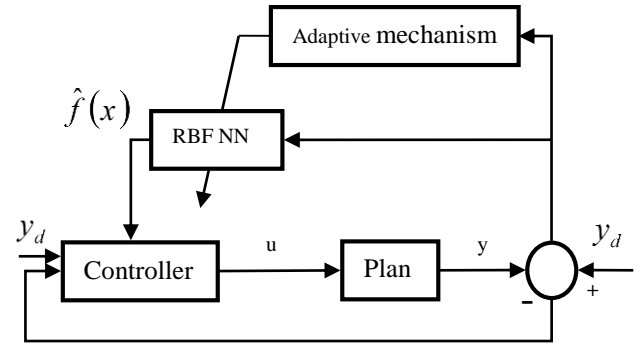 Adaptive mechanism
f̂(x)
RBF NN
y_d
Controller
u
Plan
y
y_d
-
+